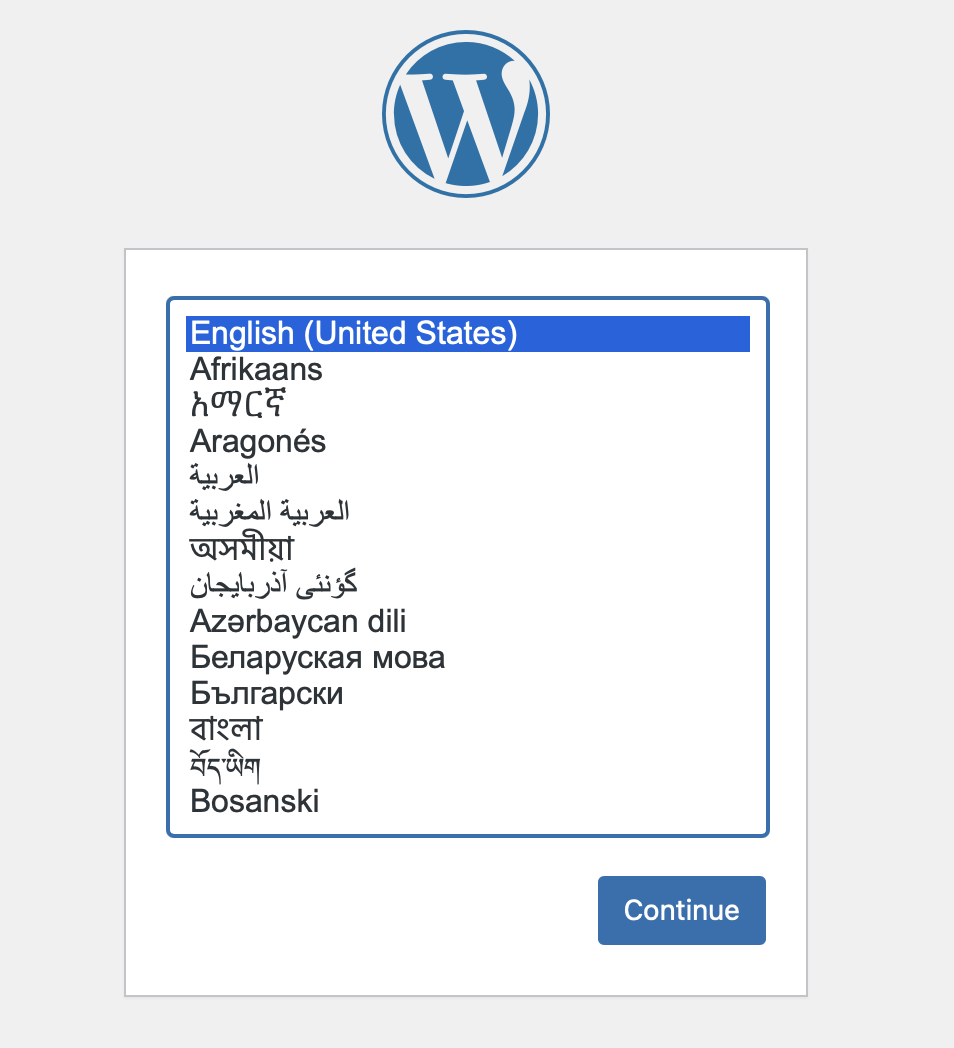 English (United States)
Afrikaans
አማርኛ
Aragonés
العربية
العربية المغربية
অসমীয়া
گؤنئی آذربایجان
Azərbaycan dili
Беларуская мова
Български
বাংলা
བོད་ཡིག
Bosanski
Continue